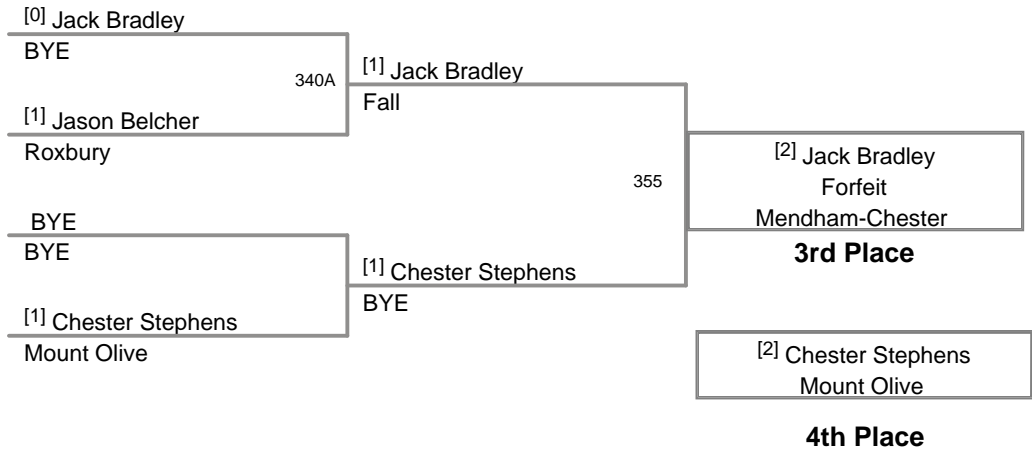 [0] Jack Bradley
BYE
340A
[1] Jason Belcher
Roxbury
[1] Jack Bradley
Fall
BYE
BYE
[1] Chester Stephens
Mount Olive
[1] Chester Stephens
BYE
355
[2] Jack Bradley
Forfeit
Mendham-Chester
3rd Place
[2] Chester Stephens
Mount Olive
4th Place